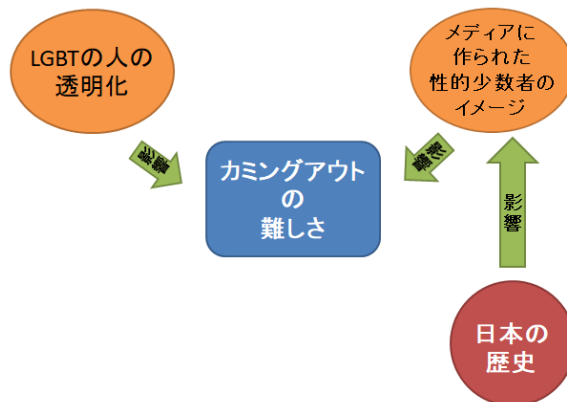 LGBTの人の
透明化
メディアに
作られた
性的少数者の
イメージ
影響
影響
カミングアウト
の
難しさ
影響
日本の
歴史